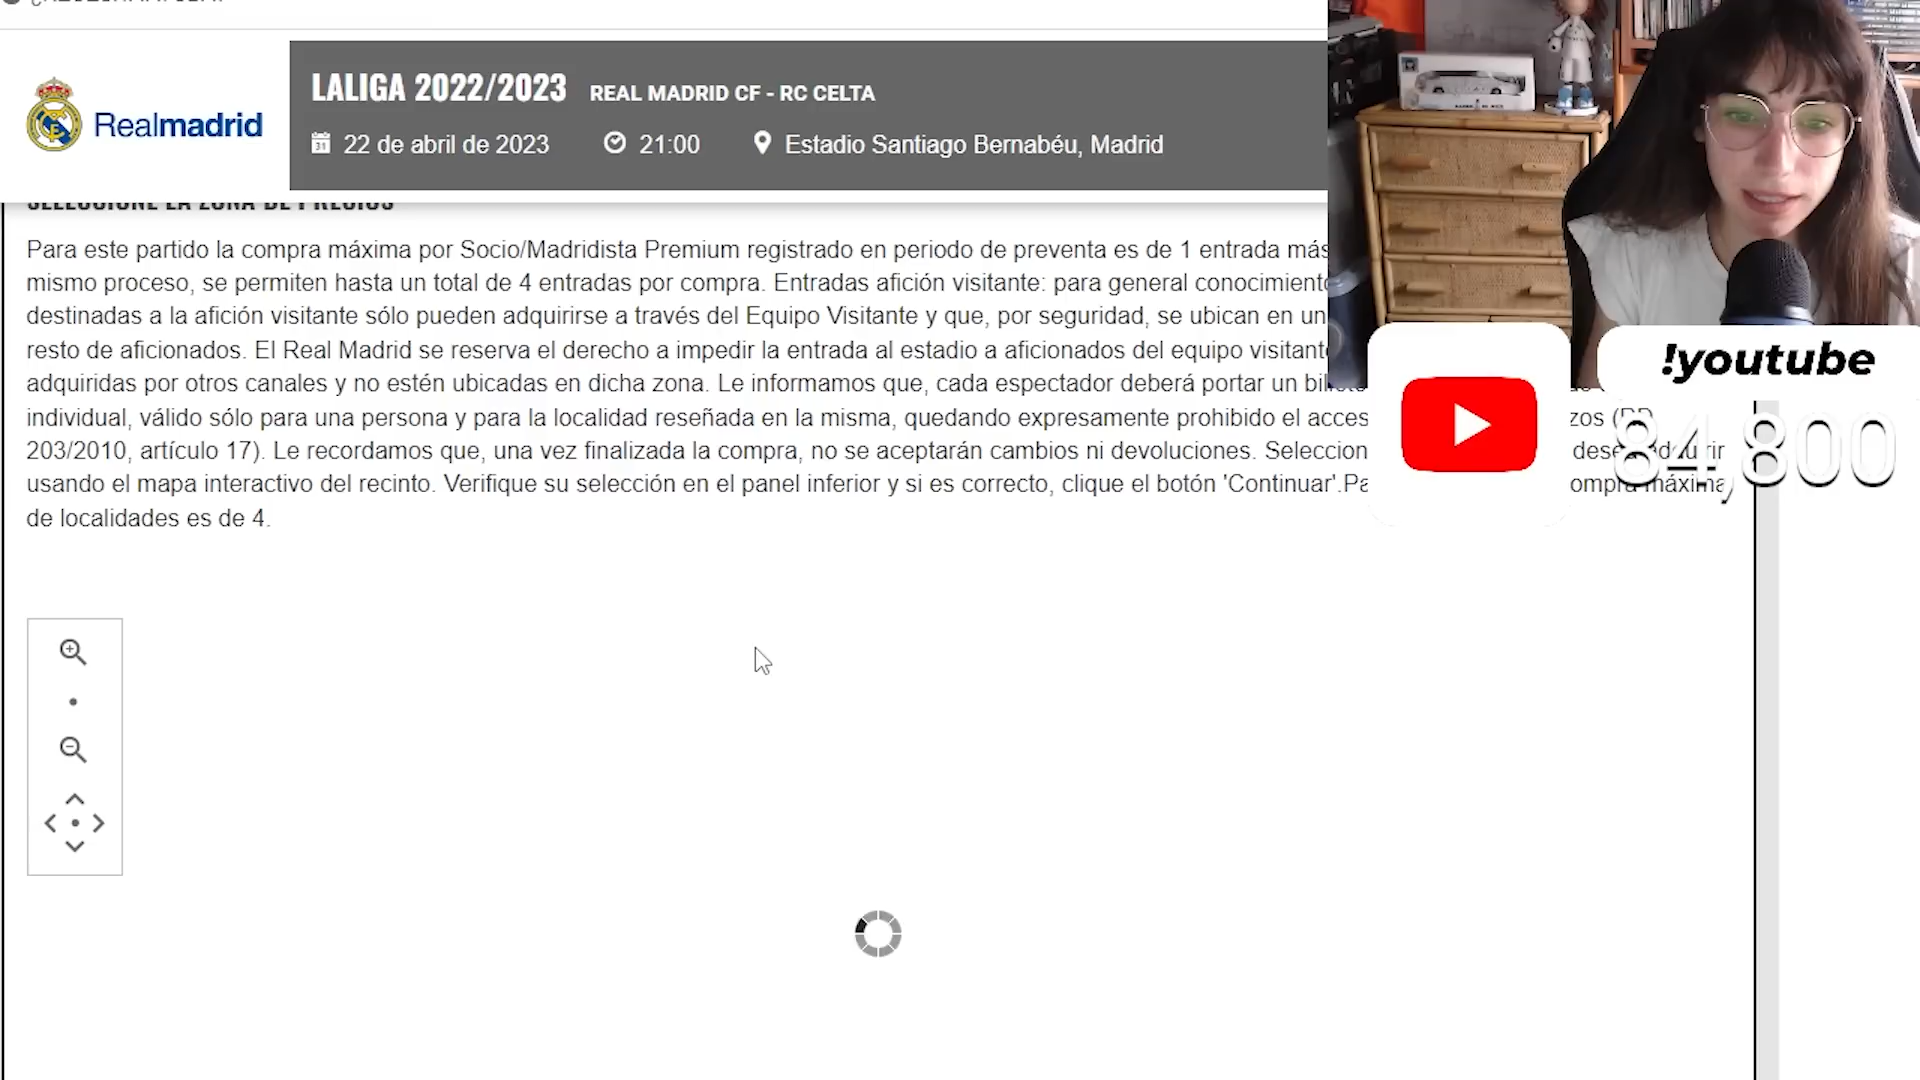 Realmadrid
LALIGA 2022/2023 REAL MADRID CF - RC CELTA
31 22 de abril de 2023 21:00 Estadio Santiago Bernabéu, Madrid
SELECCIONE LA ZONA DE PRECIOS
Para este partido la compra máxima por Socio/Madridista Premium registrado en periodo de preventa es de 1 entrada más
mismo proceso, se permiten hasta un total de 4 entradas por compra. Entradas afición visitante: para general conocimiento
destinadas a la afición visitante sólo pueden adquirirse a través del Equipo Visitante y que, por seguridad, se ubican en un
resto de aficionados. El Real Madrid se reserva el derecho a impedir la entrada al estadio a aficionados del equipo visitante
adquiridas por otros canales y no estén ubicadas en dicha zona. Le informamos que, cada espectador deberá portar un
individual, válido sólo para una persona y para la localidad reseñada en la misma, quedando expresamente prohibido el
203/2010, artículo 17). Le recordamos que, una vez finalizada la compra, no se aceptarán cambios ni devoluciones.
usando el mapa interactivo del recinto. Verifique su selección en el panel inferior y si es correcto, clique el botón 'Continuar'. máxima
de localidades es de 4.
!youtube
84,800